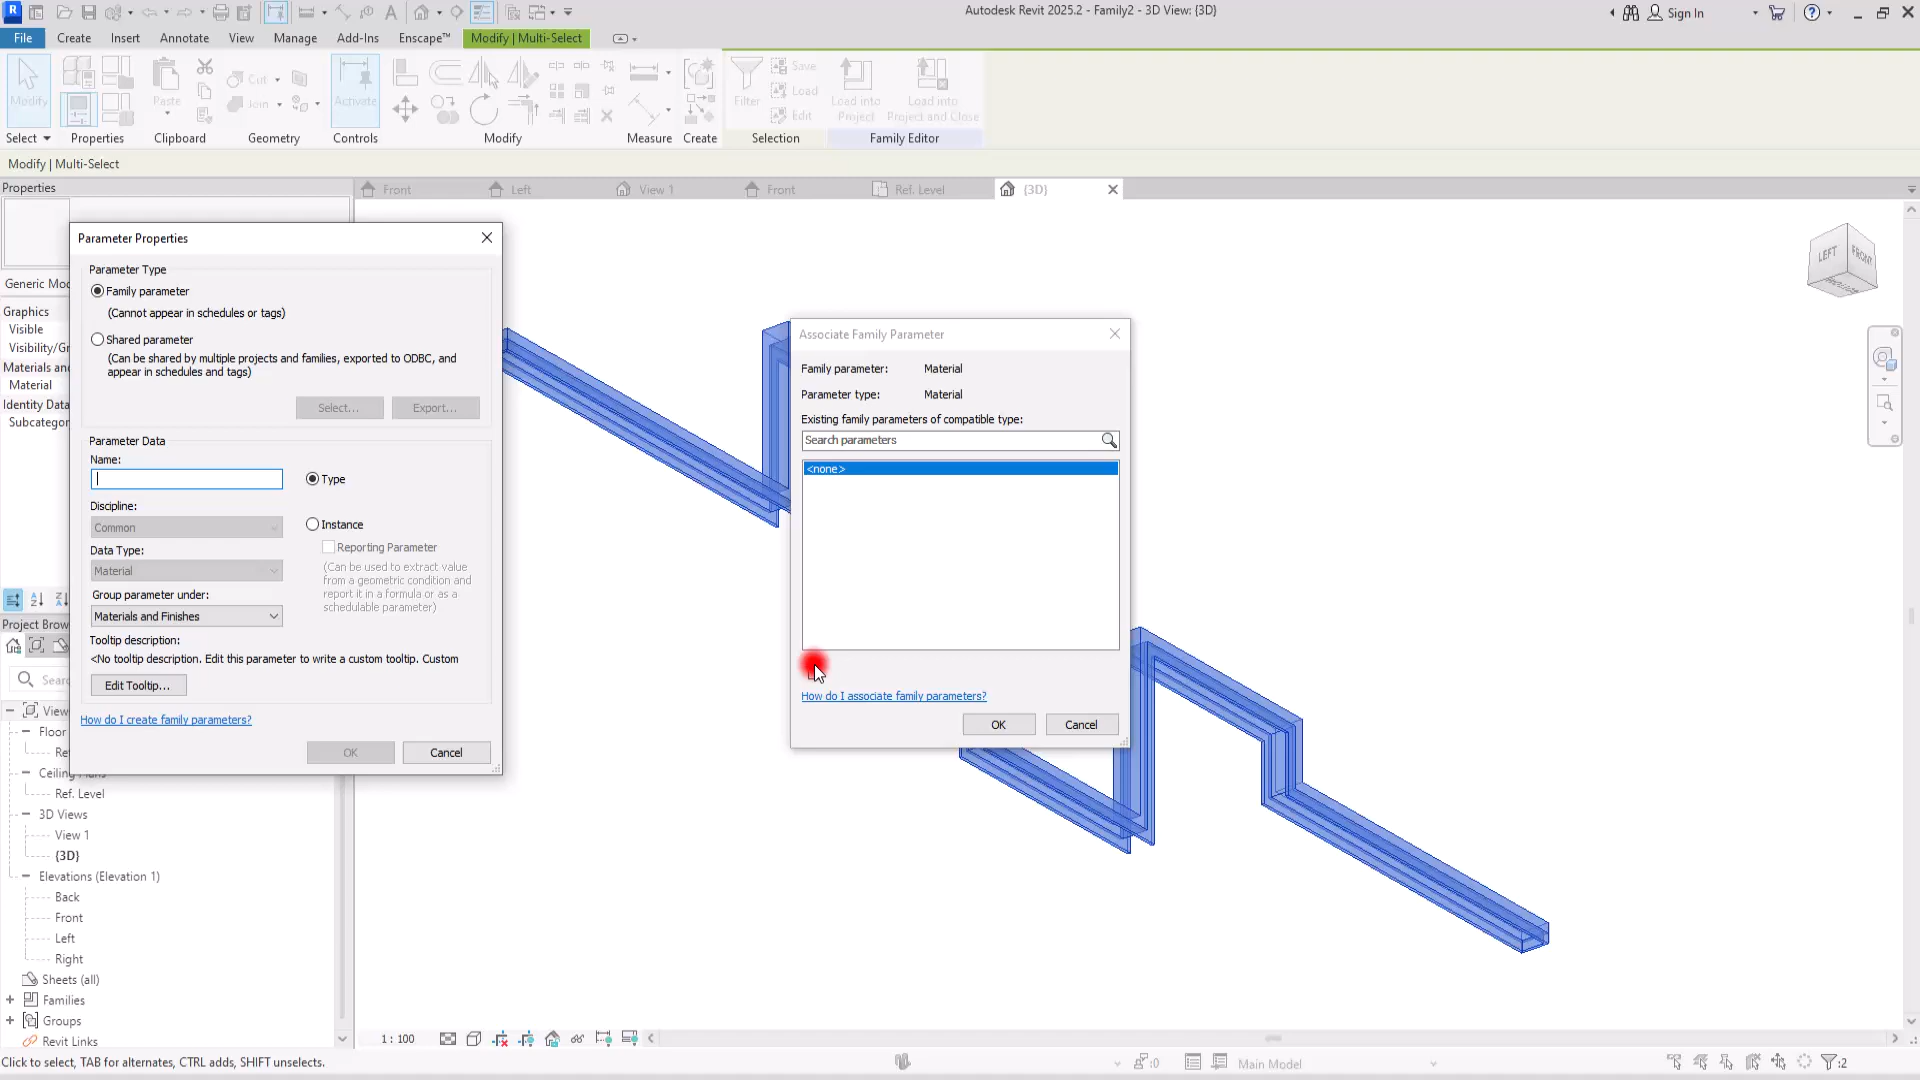 Autodesk Revit 2025.2 - Family2 - 3D View: {3D}
Sign In
File
Create
Insert
Annotate
View
Manage
Add-Ins
Enscape™
Modify | Multi-Select
Modify
Paste
Cut
Join
Activate
Filter
Save
Load
Edit
Load into
Project
Load into
Project and Close
Select
Properties
Clipboard
Geometry
Controls
Modify
Measure
Create
Selection
Family Editor
Modify | Multi-Select
Properties
Front
Left
View 1
Front
Ref. Level
{3D}
Generic Mod
Graphics
Visible
Visibility/Gr
Materials and
Material
Identity Data
Subcategor
Parameter Properties
Parameter Type
Family parameter
(Cannot appear in schedules or tags)
Shared parameter
(Can be shared by multiple projects and families, exported to ODBC, and
appear in schedules and tags)
Select...
Export...
Parameter Data
Name:
Type
Discipline:
Common
Instance
Data Type:
Material
Reporting Parameter
(Can be used to extract value
from a geometric condition and
report it in a formula or as a
schedulable parameter)
Group parameter under:
Materials and Finishes
Tooltip description:
<No tooltip description. Edit this parameter to write a custom tooltip. Custom
Edit Tooltip...
How do I create family parameters?
OK
Cancel
Associate Family Parameter
Family parameter: Material
Parameter type: Material
Existing family parameters of compatible type:
Search parameters
<none>
How do I associate family parameters?
OK
Cancel
LEFT
FRONT
Project Brow
Searc
View
Floor
Re
Ceiling Plans
Ref. Level
3D Views
View 1
{3D}
Elevations (Elevation 1)
Back
Front
Left
Right
Sheets (all)
Families
Groups
Revit Links
1 : 100
Click to select, TAB for alternates, CTRL adds, SHIFT unselects.
:0
Main Model
:2